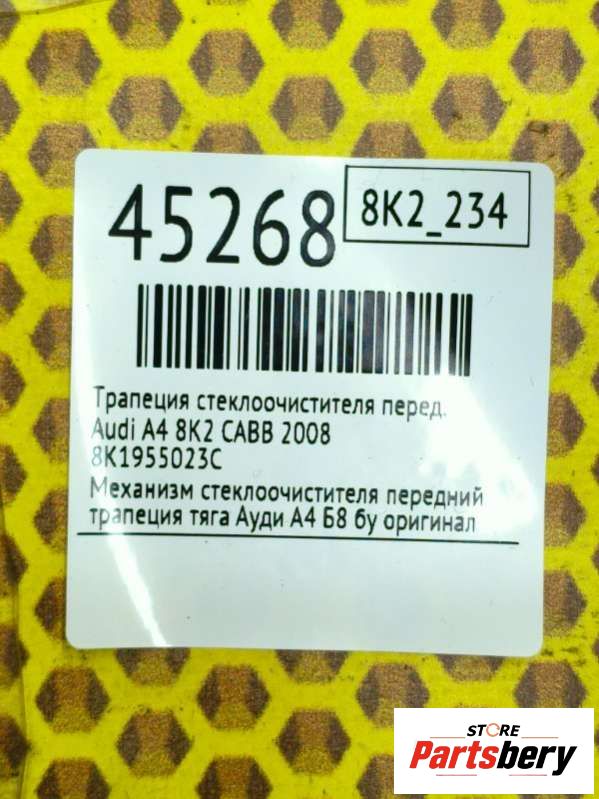 45268
8K2_234
Трапеция стеклоочистителя перед.
Audi A4 8K2 CABB 2008
8K1955023C
Механизм стеклоочистителя передний
трапеция тяга Ауди А4 Б8 бу оригинал
STORE
Partsbery